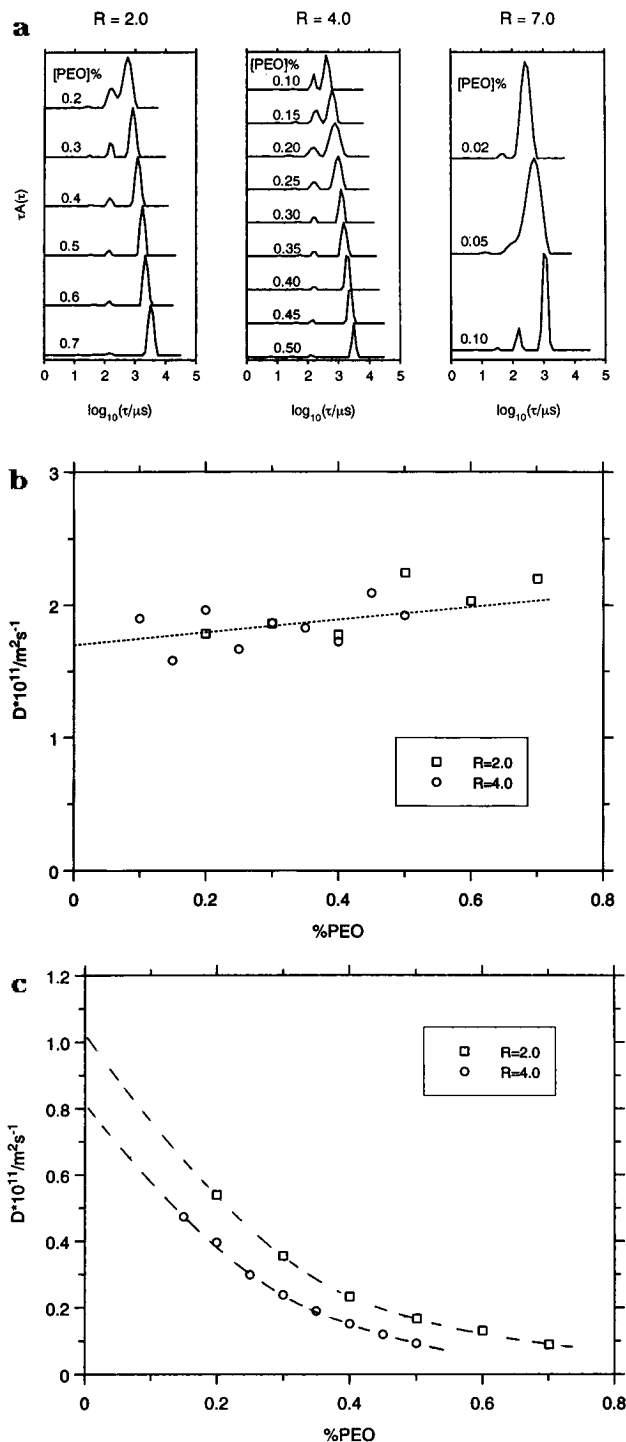 a
R = 2.0 R = 4.0 R = 7.0
[PEO]% [PEO]% [PEO]%
0.2 0.10 0.02
0.3 0.15 0.05
0.4 0.20 0.10
0.5 0.25
0.6 0.30
0.7 0.35
0.40
0.45
0.50
τA(τ)
0 1 2 3 4 5 0 1 2 3 4 5 0 1 2 3 4 5
log10(τ/μs) log10(τ/μs) log10(τ/μs)
b
3
2
1
0
D*10¹¹/m²s⁻¹
R=2.0
R=4.0
0 0.2 0.4 0.6 0.8
%PEO
c
1.2
1.0
0.8
0.6
0.4
0.2
0
D*10¹¹/m²s⁻¹
R=2.0
R=4.0
0 0.2 0.4 0.6 0.8
%PEO